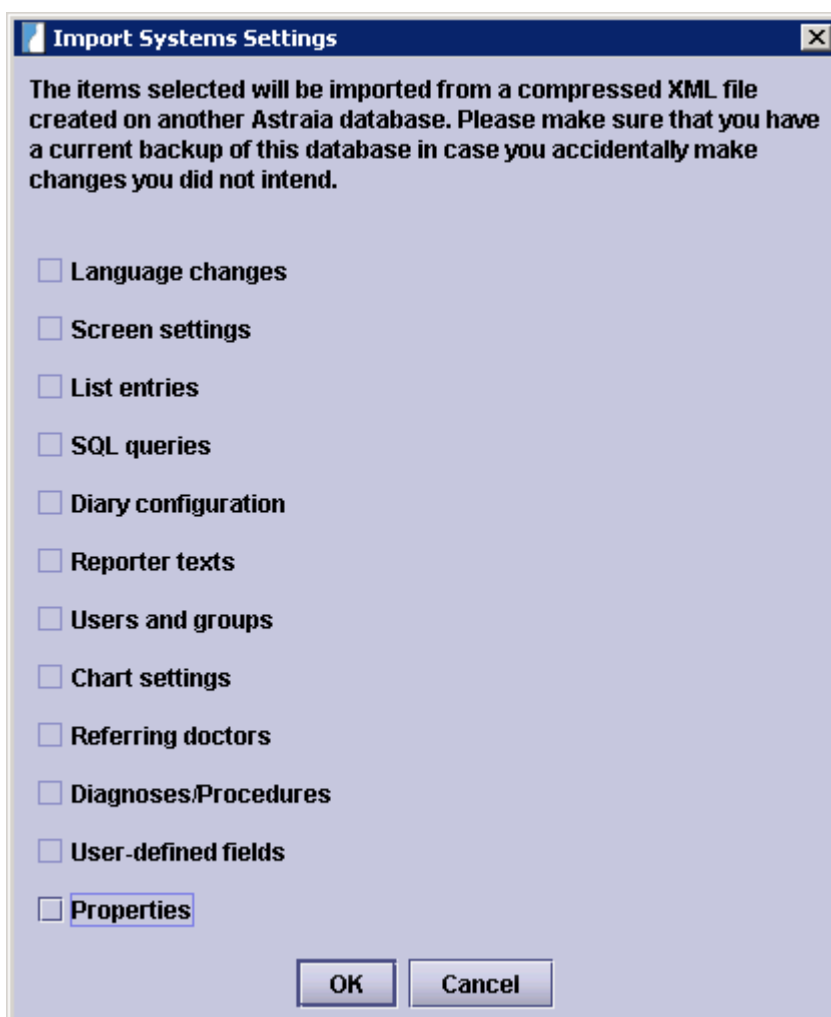 Import Systems Settings
The items selected will be imported from a compressed XML file
created on another Astraia database. Please make sure that you have
a current backup of this database in case you accidentally make
changes you did not intend.
Language changes
Screen settings
List entries
SQL queries
Diary configuration
Reporter texts
Users and groups
Chart settings
Referring doctors
Diagnoses/Procedures
User-defined fields
Properties
OK Cancel